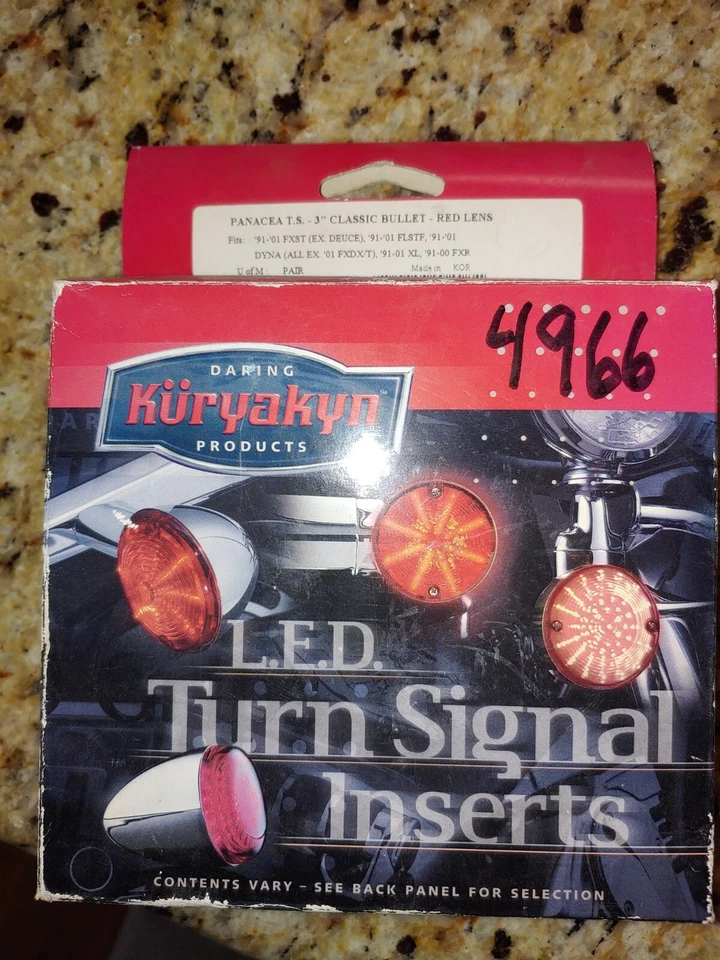 PANACEA T.S. - 3" CLASSIC BULLET - RED LENS
Fits: '91-'01 FXST (EX. DEUCE), '91-'01 FLSTF, '91-'01
DYNA (ALL EX. '01 FXDX/T), '91-01 XL, '91-00 FXR
U of M: PAIR Made in KOR
4966
DARING
Küryakyn™
PRODUCTS
L.E.D.
Turn Signal
Inserts
CONTENTS VARY – SEE BACK PANEL FOR SELECTION